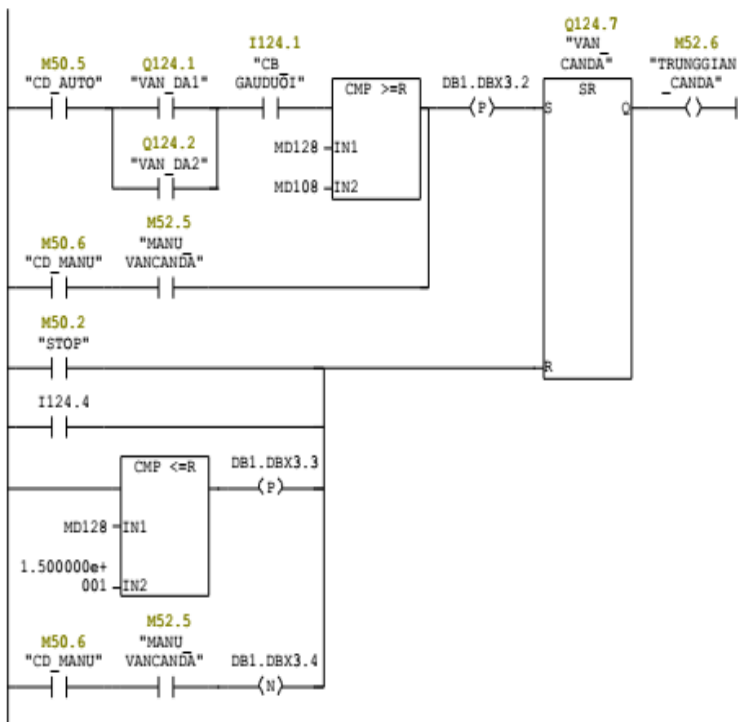 Q124.7
"VAN_
CANDA"
M52.6
"TRUNGGIAN
_CANDA"
M50.5
"CD_AUTO"
Q124.1
"VAN_DA1"
I124.1
"CB_
GAUDUOI"
CMP >=R
DB1.DBX3.2
(P)
SR
S
Q
( )
Q124.2
"VAN_DA2"
MD128
IN1
MD108
IN2
M50.6
"CD_MANU"
M52.5
"MANU_
VANCANDA"
M50.2
"STOP"
R
I124.4
CMP <=R
DB1.DBX3.3
(P)
MD128
IN1
1.500000e+
001
IN2
M50.6
"CD_MANU"
M52.5
"MANU_
VANCANDA"
DB1.DBX3.4
(N)